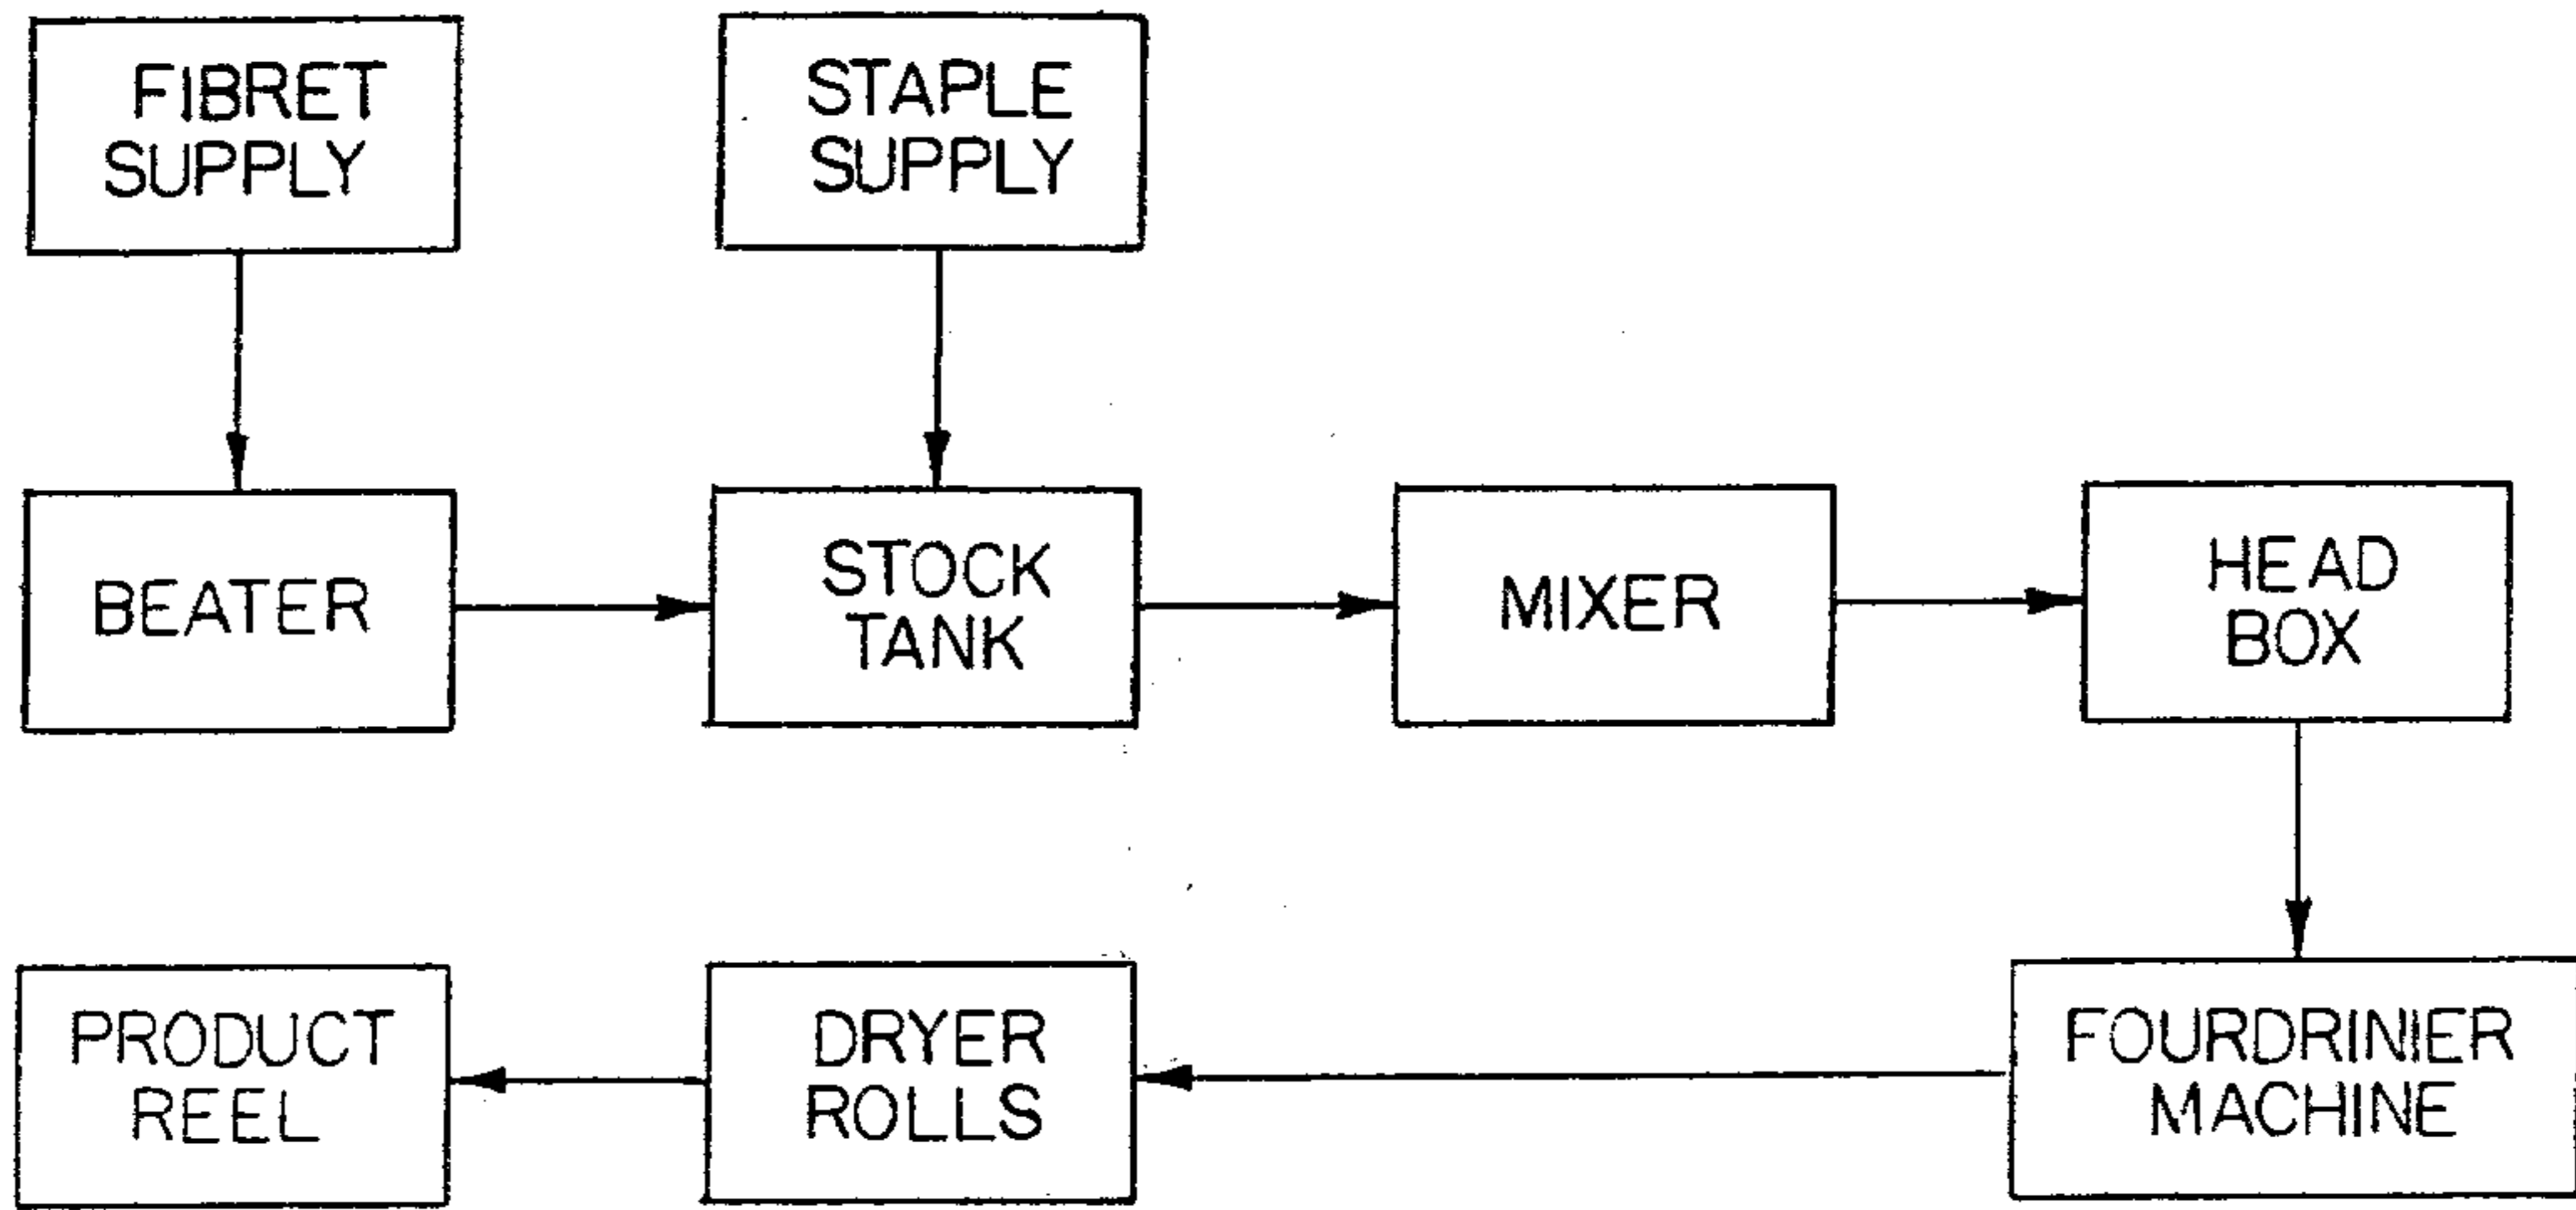 FIBRET
SUPPLY
STAPLE
SUPPLY
BEATER
STOCK
TANK
MIXER
HEAD
BOX
PRODUCT
REEL
DRYER
ROLLS
FOURDRINIER
MACHINE